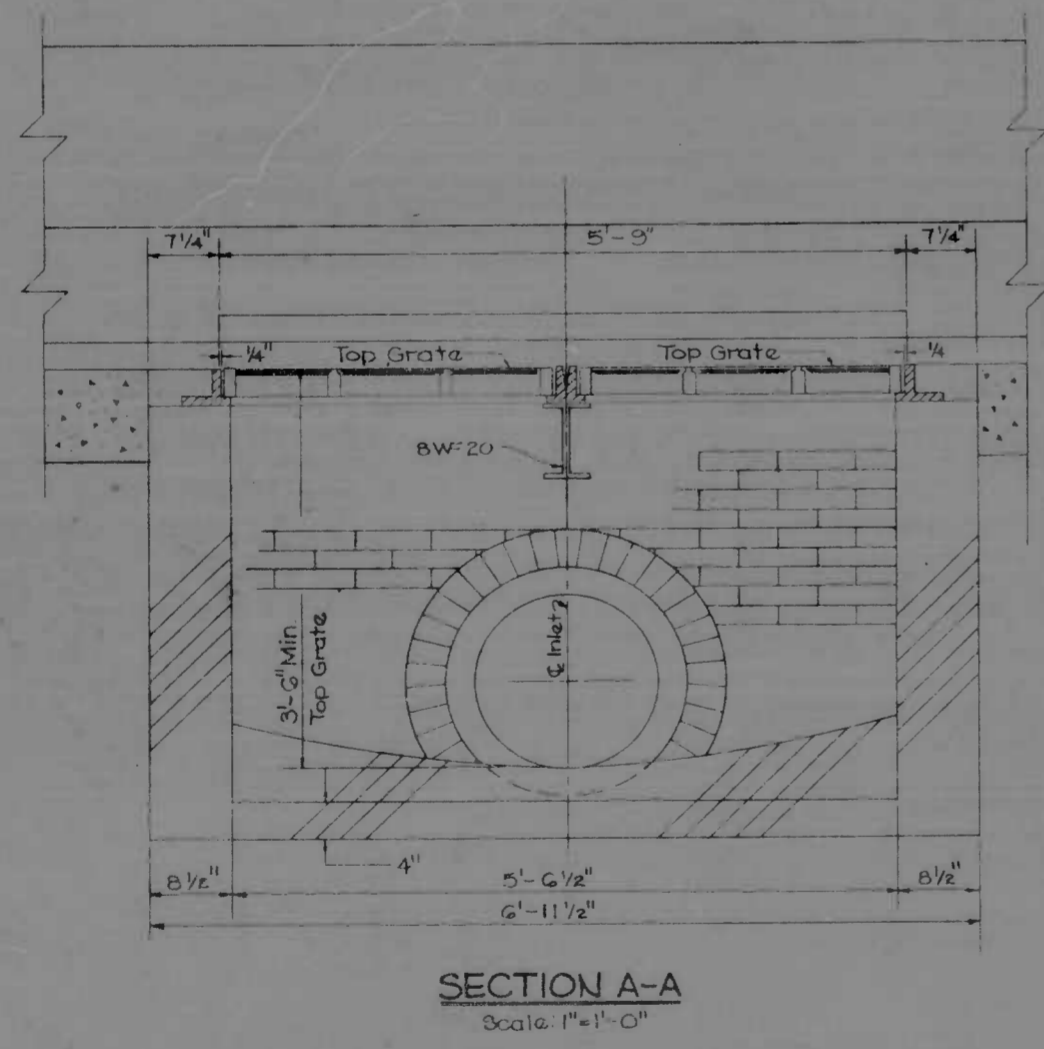 7 1/4"
5'-9"
7 1/4"
1/4"
Top Grate
Top Grate
1/4
8W=20
3'-6" Min.
Top Grate
℄ Inlet
4"
8 1/2"
5'-6 1/2"
8 1/2"
6'-11 1/2"
SECTION A-A
Scale: 1"=1'-0"